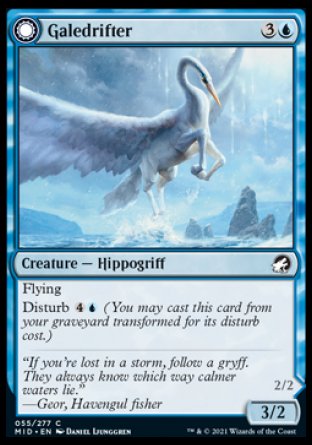 Galedrifter 3
Creature — Hippogriff
Flying
Disturb 4 (You may cast this card from
your graveyard transformed for its disturb
cost.)
"If you're lost in a storm, follow a gryff.
They always know which way calmer
waters lie."
—Geor, Havengul fisher
2/2
3/2
055/277 C
MID • EN DANIEL LJUNGGREN
™ & © 2021 Wizards of the Coast